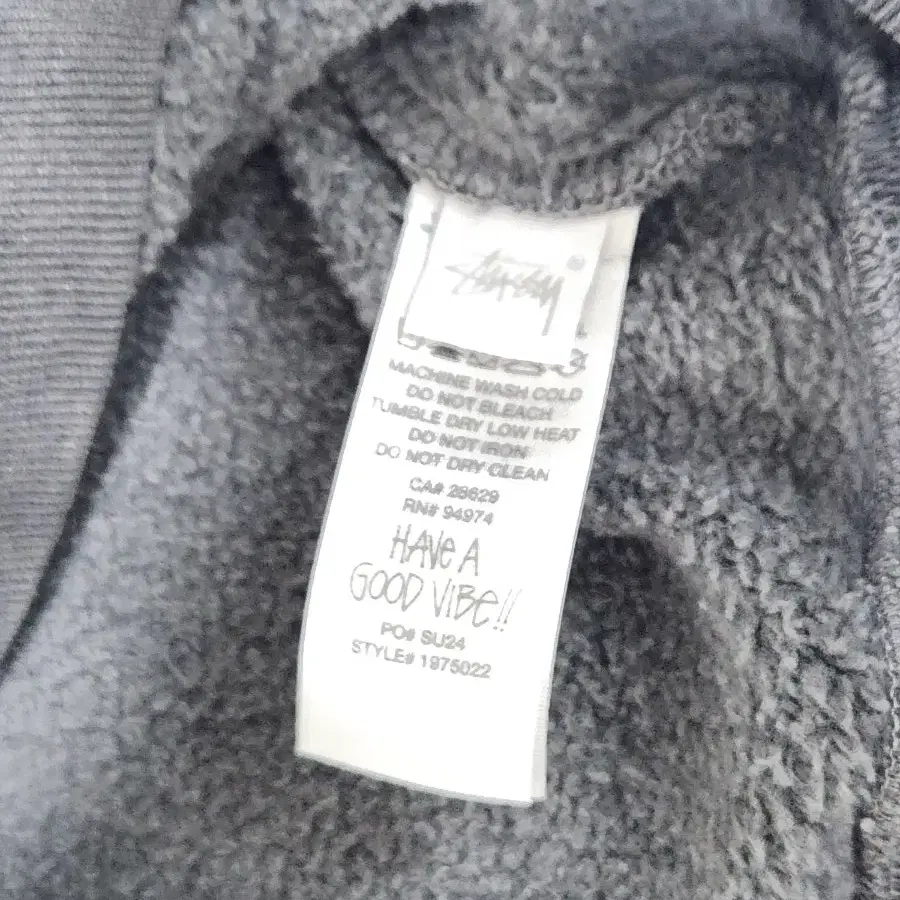 Stüssy ®
MACHINE WASH COLD
DO NOT BLEACH
TUMBLE DRY LOW HEAT
DO NOT IRON
DO NOT DRY CLEAN
CA# 28629
RN# 94974
HAVE A
GOOD VIBE!!
PO# SU24
STYLE# 1975022